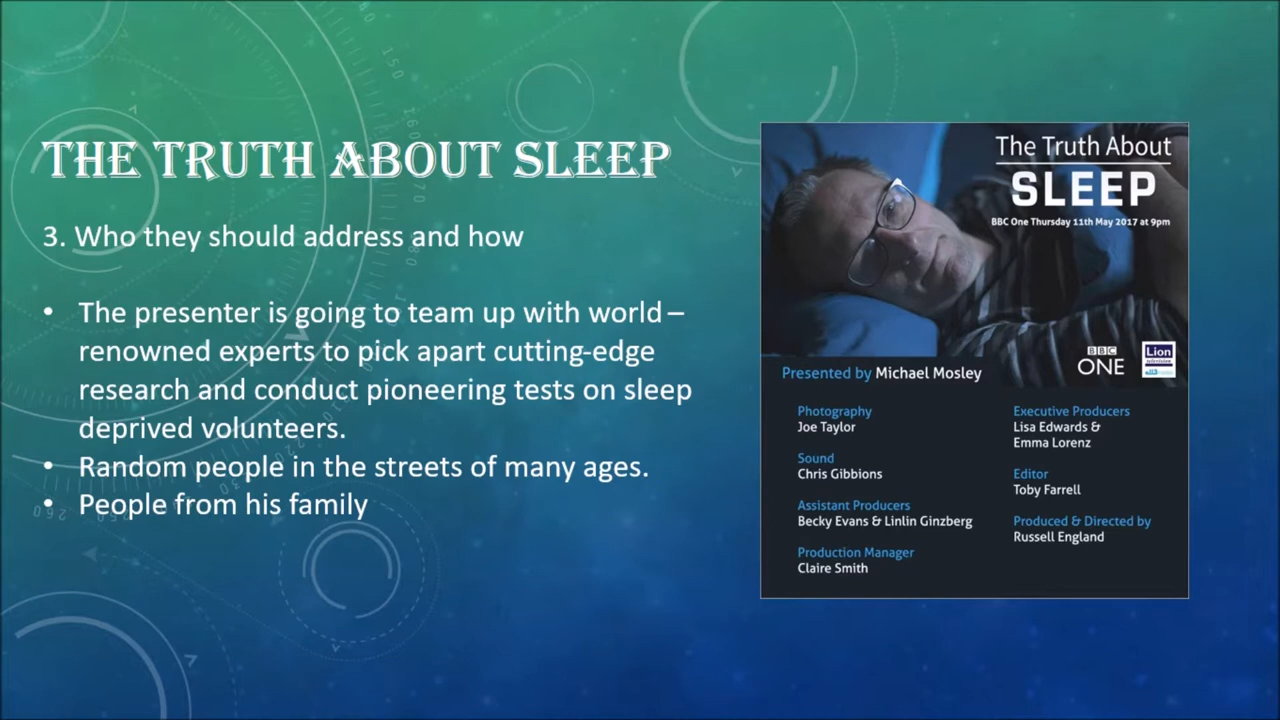 THE TRUTH ABOUT SLEEP
3. Who they should address and how
• The presenter is going to team up with world –
renowned experts to pick apart cutting-edge
research and conduct pioneering tests on sleep
deprived volunteers.
• Random people in the streets of many ages.
• People from his family
The Truth About
SLEEP
BBC One Thursday 11th May 2017 at 9pm
BBC
ONE
Lion
Presented by Michael Mosley
Photography
Joe Taylor
Sound
Chris Gibbions
Assistant Producers
Becky Evans & Linlin Ginzberg
Production Manager
Claire Smith
Executive Producers
Lisa Edwards &
Emma Lorenz
Editor
Toby Farrell
Produced & Directed by
Russell England
150
160
220
260